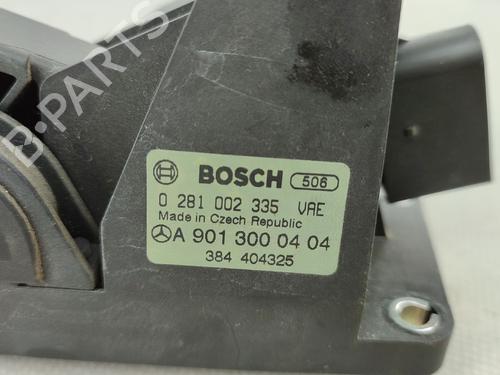 BOSCH 506
0 281 002 335 VAE
Made in Czech Republic
A 901 300 04 04
384 404325
B-PARTS